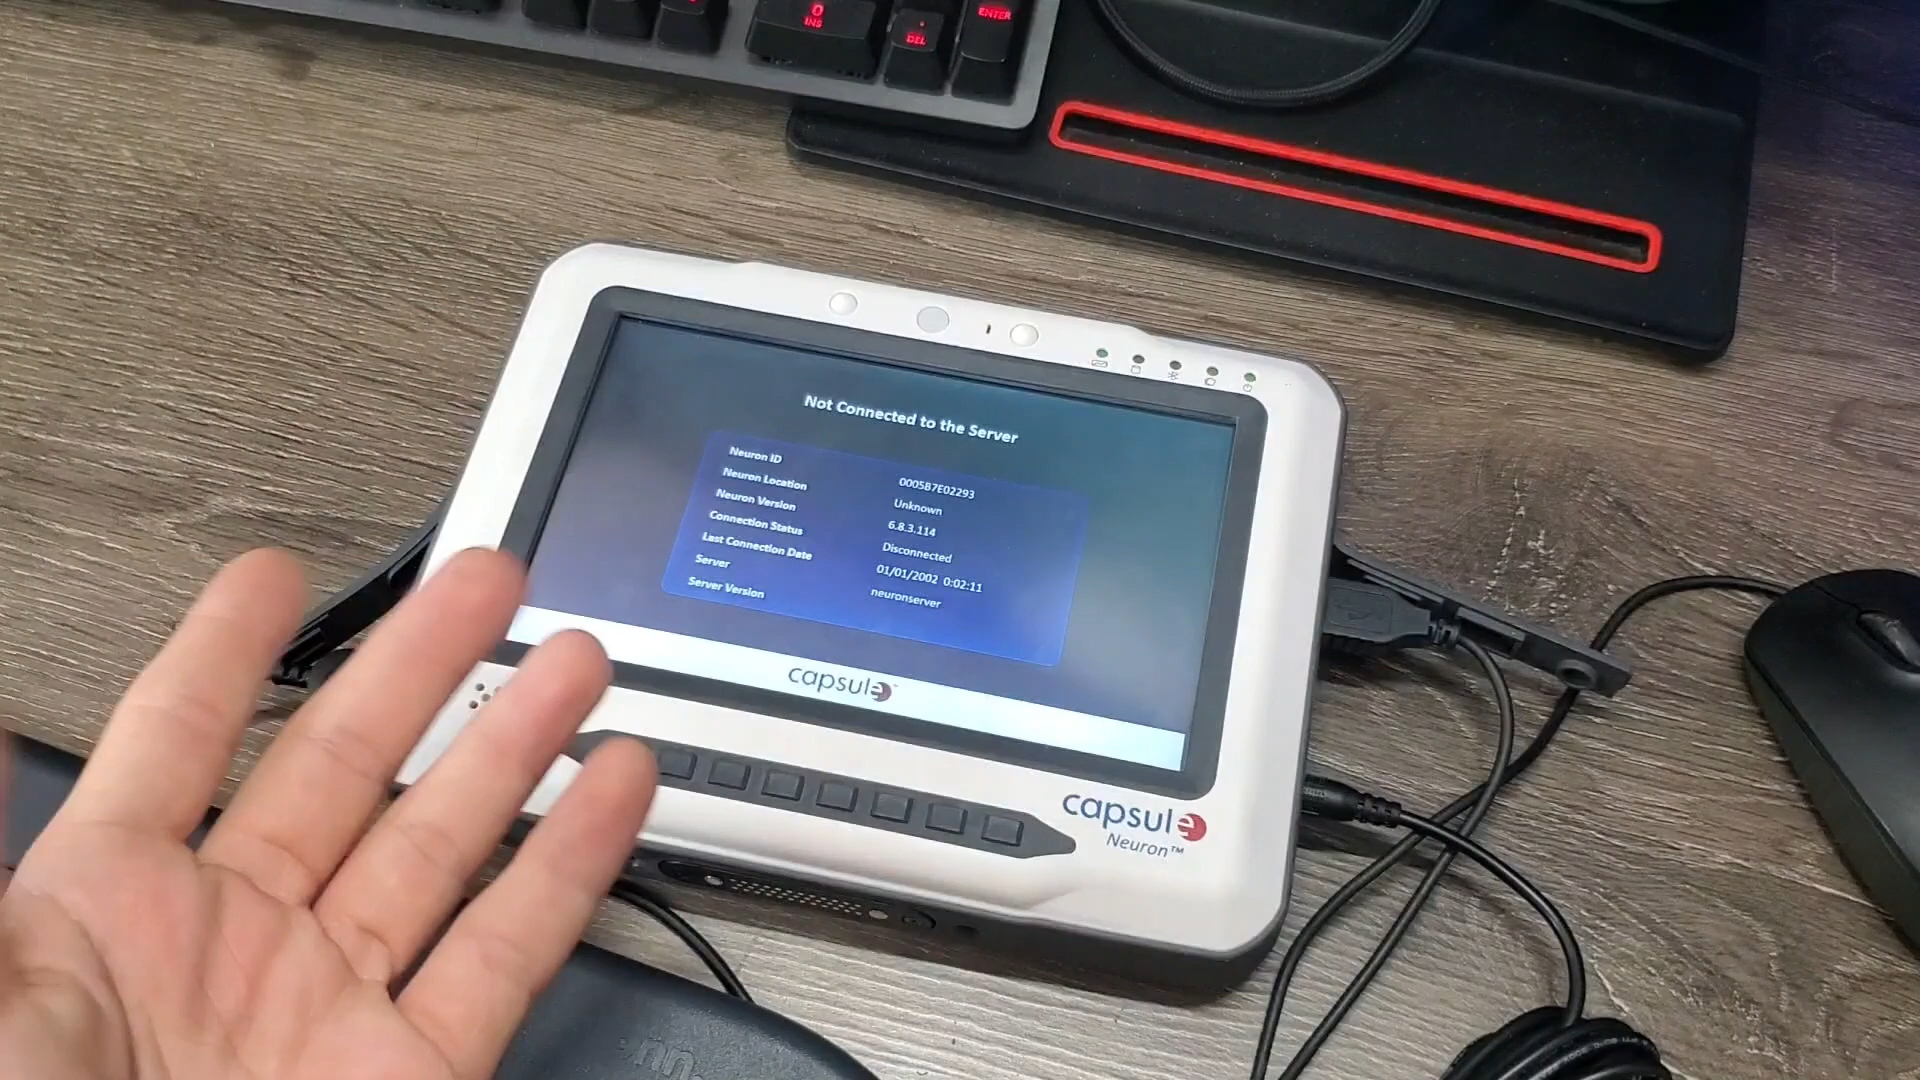 0
INS
.
DEL
ENTER
Not Connected to the Server
Neuron ID 0005B7E02293
Neuron Location Unknown
Neuron Version 6.8.3.114
Connection Status Disconnected
Last Connection Date 01/01/2002 0:02:11
Server neuronserver
Server Version
capsule™
capsule
Neuron™